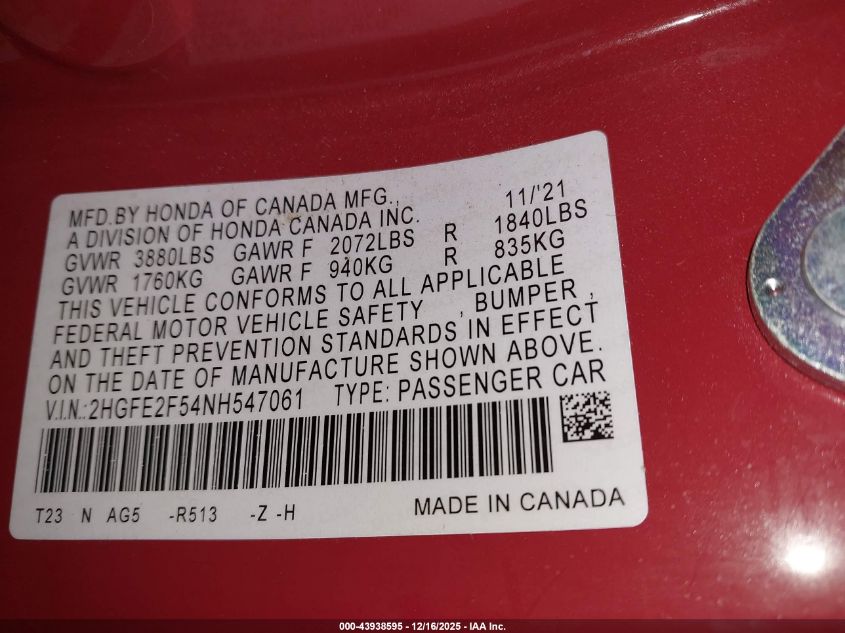 MFD.BY HONDA OF CANADA MFG., 11/'21
A DIVISION OF HONDA CANADA INC.
GVWR 3880LBS GAWR F 2072LBS R 1840LBS
GVWR 1760KG GAWR F 940KG R 835KG
THIS VEHICLE CONFORMS TO ALL APPLICABLE
FEDERAL MOTOR VEHICLE SAFETY , BUMPER ,
AND THEFT PREVENTION STANDARDS IN EFFECT
ON THE DATE OF MANUFACTURE SHOWN ABOVE.
V.I.N.:2HGFE2F54NH547061 TYPE: PASSENGER CAR
T23 N AG5 -R513 -Z -H MADE IN CANADA
000-43938595 - 12/16/2025 - IAA Inc.